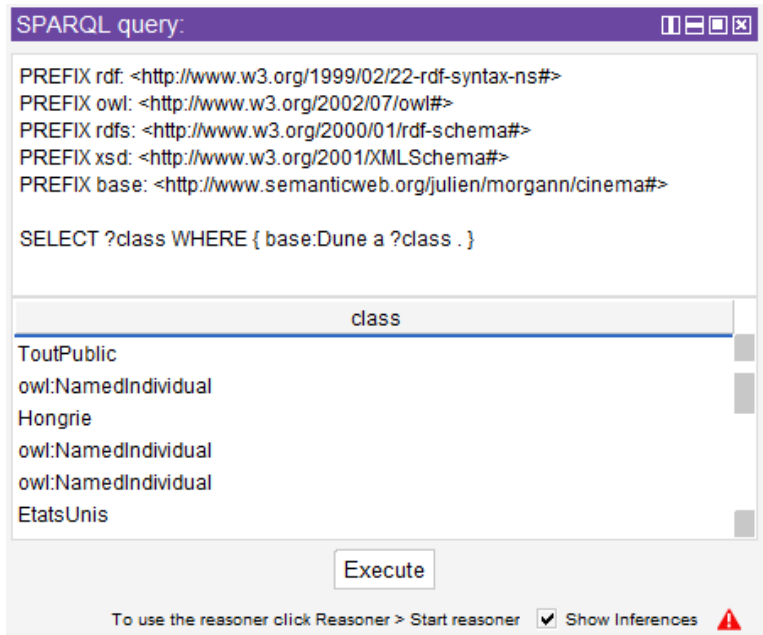 SPARQL query:
PREFIX rdf: <http://www.w3.org/1999/02/22-rdf-syntax-ns#>
PREFIX owl: <http://www.w3.org/2002/07/owl#>
PREFIX rdfs: <http://www.w3.org/2000/01/rdf-schema#>
PREFIX xsd: <http://www.w3.org/2001/XMLSchema#>
PREFIX base: <http://www.semanticweb.org/julien/morgann/cinema#>
SELECT ?class WHERE { base:Dune a ?class . }
class
ToutPublic
owl:NamedIndividual
Hongrie
owl:NamedIndividual
owl:NamedIndividual
EtatsUnis
Execute
To use the reasoner click Reasoner > Start reasoner Show Inferences